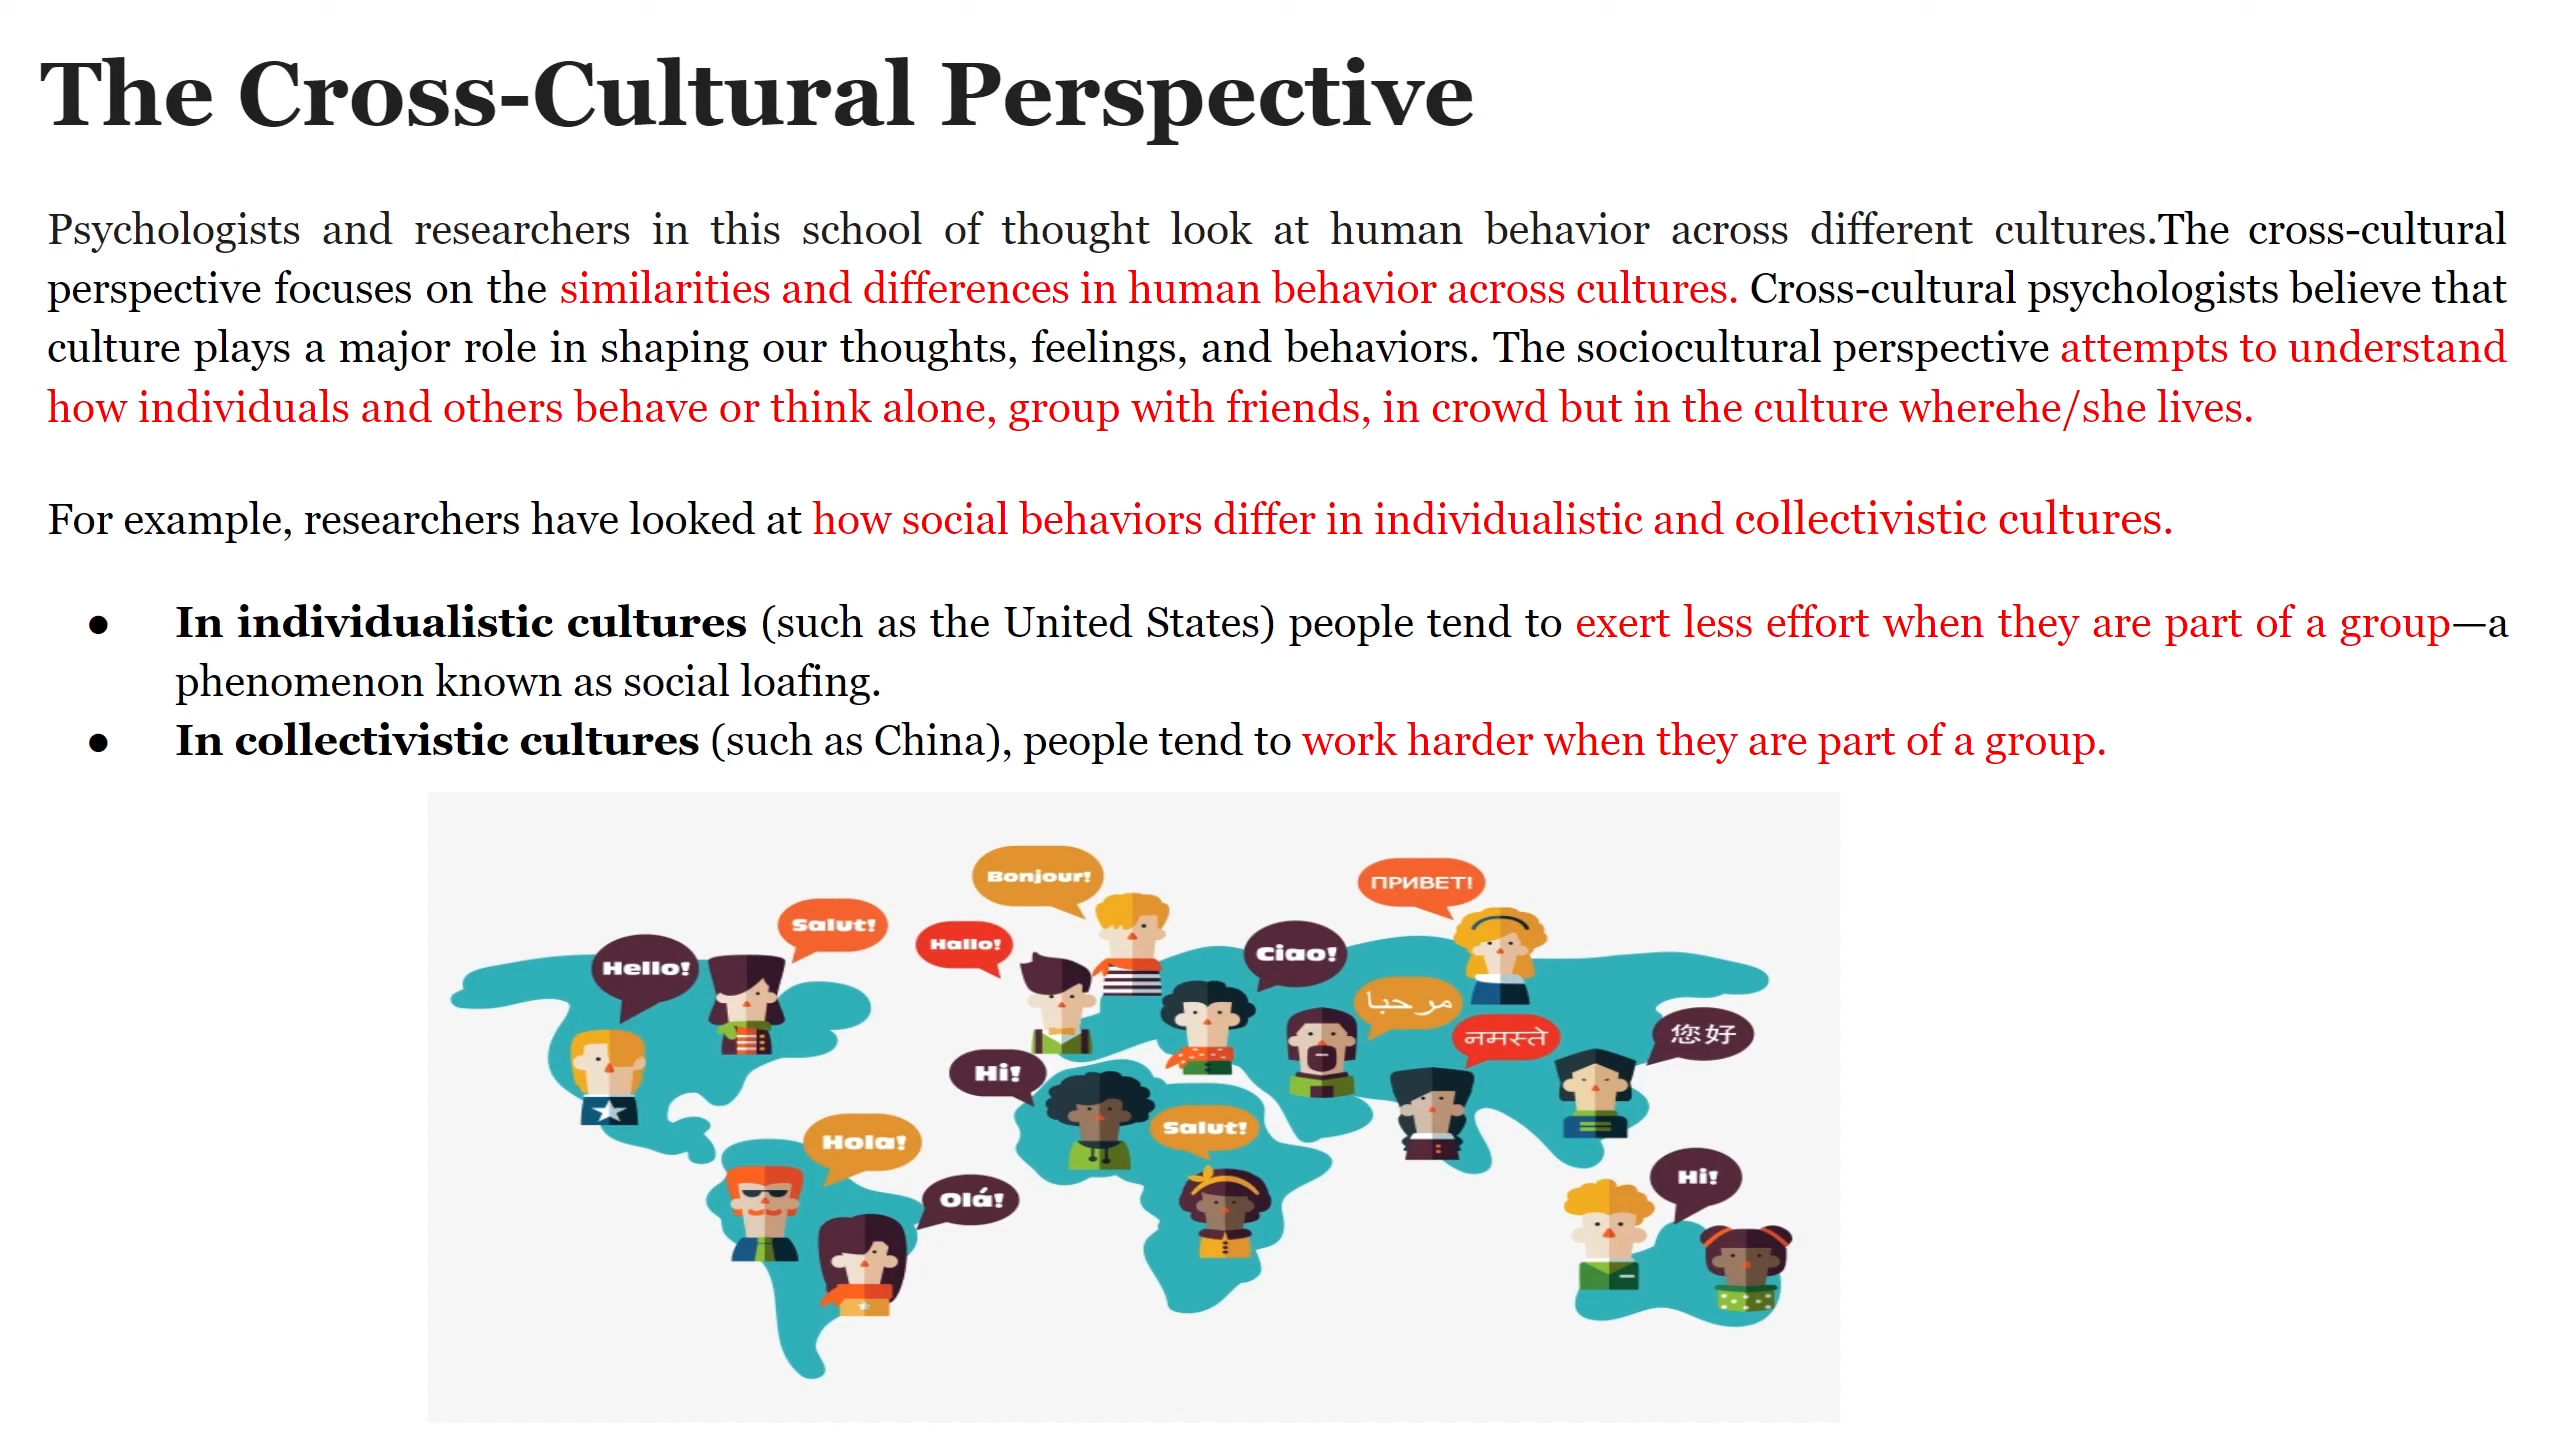 The Cross-Cultural Perspective
Psychologists and researchers in this school of thought look at human behavior across different cultures.The cross-cultural
perspective focuses on the similarities and differences in human behavior across cultures. Cross-cultural psychologists believe that
culture plays a major role in shaping our thoughts, feelings, and behaviors. The sociocultural perspective attempts to understand
how individuals and others behave or think alone, group with friends, in crowd but in the culture wherehe/she lives.
For example, researchers have looked at how social behaviors differ in individualistic and collectivistic cultures.
● In individualistic cultures (such as the United States) people tend to exert less effort when they are part of a group—a
phenomenon known as social loafing.
● In collectivistic cultures (such as China), people tend to work harder when they are part of a group.
Bonjour!
ПРИВЕТ!
Salut!
Hallo!
Ciao!
Hello!
مرحبا
नमस्ते
您好
Hi!
Salut!
Hola!
Hi!
Olá!